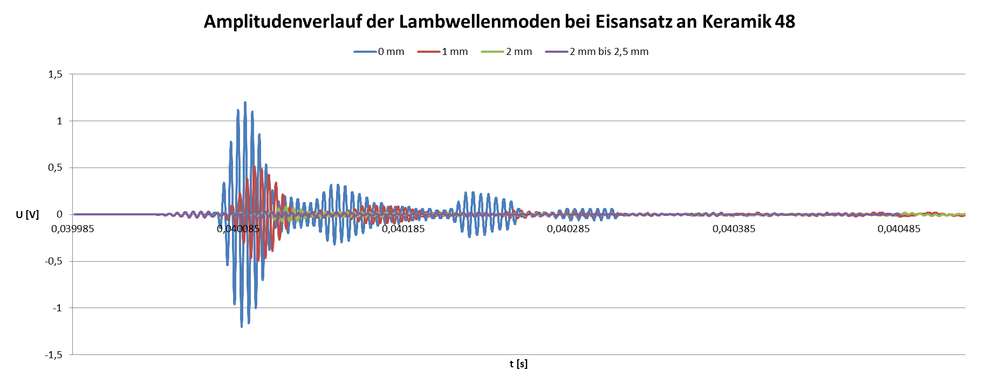 Amplitudenverlauf der Lambwellenmoden bei Eisansatz an Keramik 48
0 mm 1 mm 2 mm 2 mm bis 2,5 mm
1,5
1
0,5
U [V] 0
0,039985 0,040085 0,040185 0,040285 0,040385 0,040485
-0,5
-1
-1,5
t [s]